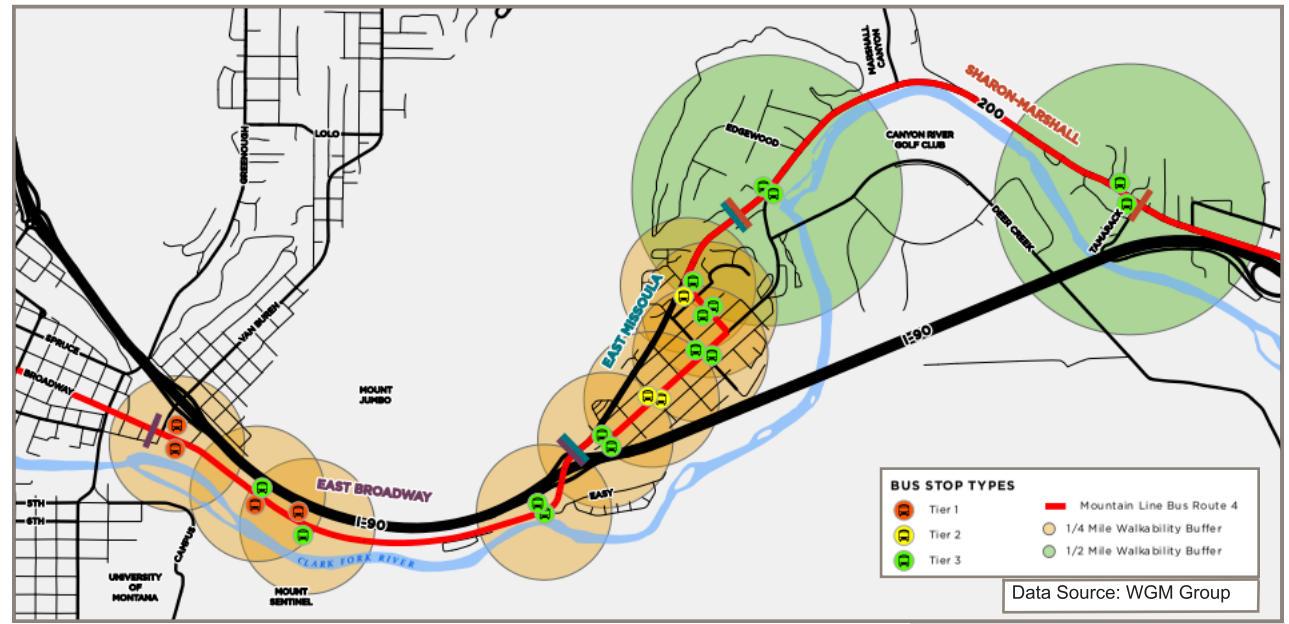 MARSHALL
CANYON
SHARON-MARSHALL
200
LOLO
GREENOUGH
EDGEWOOD
CANYON RIVER
GOLF CLUB
DEER CREEK
TAMARACK
EAST MISSOULA
VAN BUREN
SPRUCE
BROADWAY
I-90
MOUNT
JUMBO
EAST BROADWAY
I-90
EASY
5TH
6TH
CAMPUS
CLARK FORK RIVER
UNIVERSITY
OF
MONTANA
MOUNT
SENTINEL
BUS STOP TYPES
Tier 1
Tier 2
Tier 3
Mountain Line Bus Route 4
1/4 Mile Walkability Buffer
1/2 Mile Walkability Buffer
Data Source: WGM Group